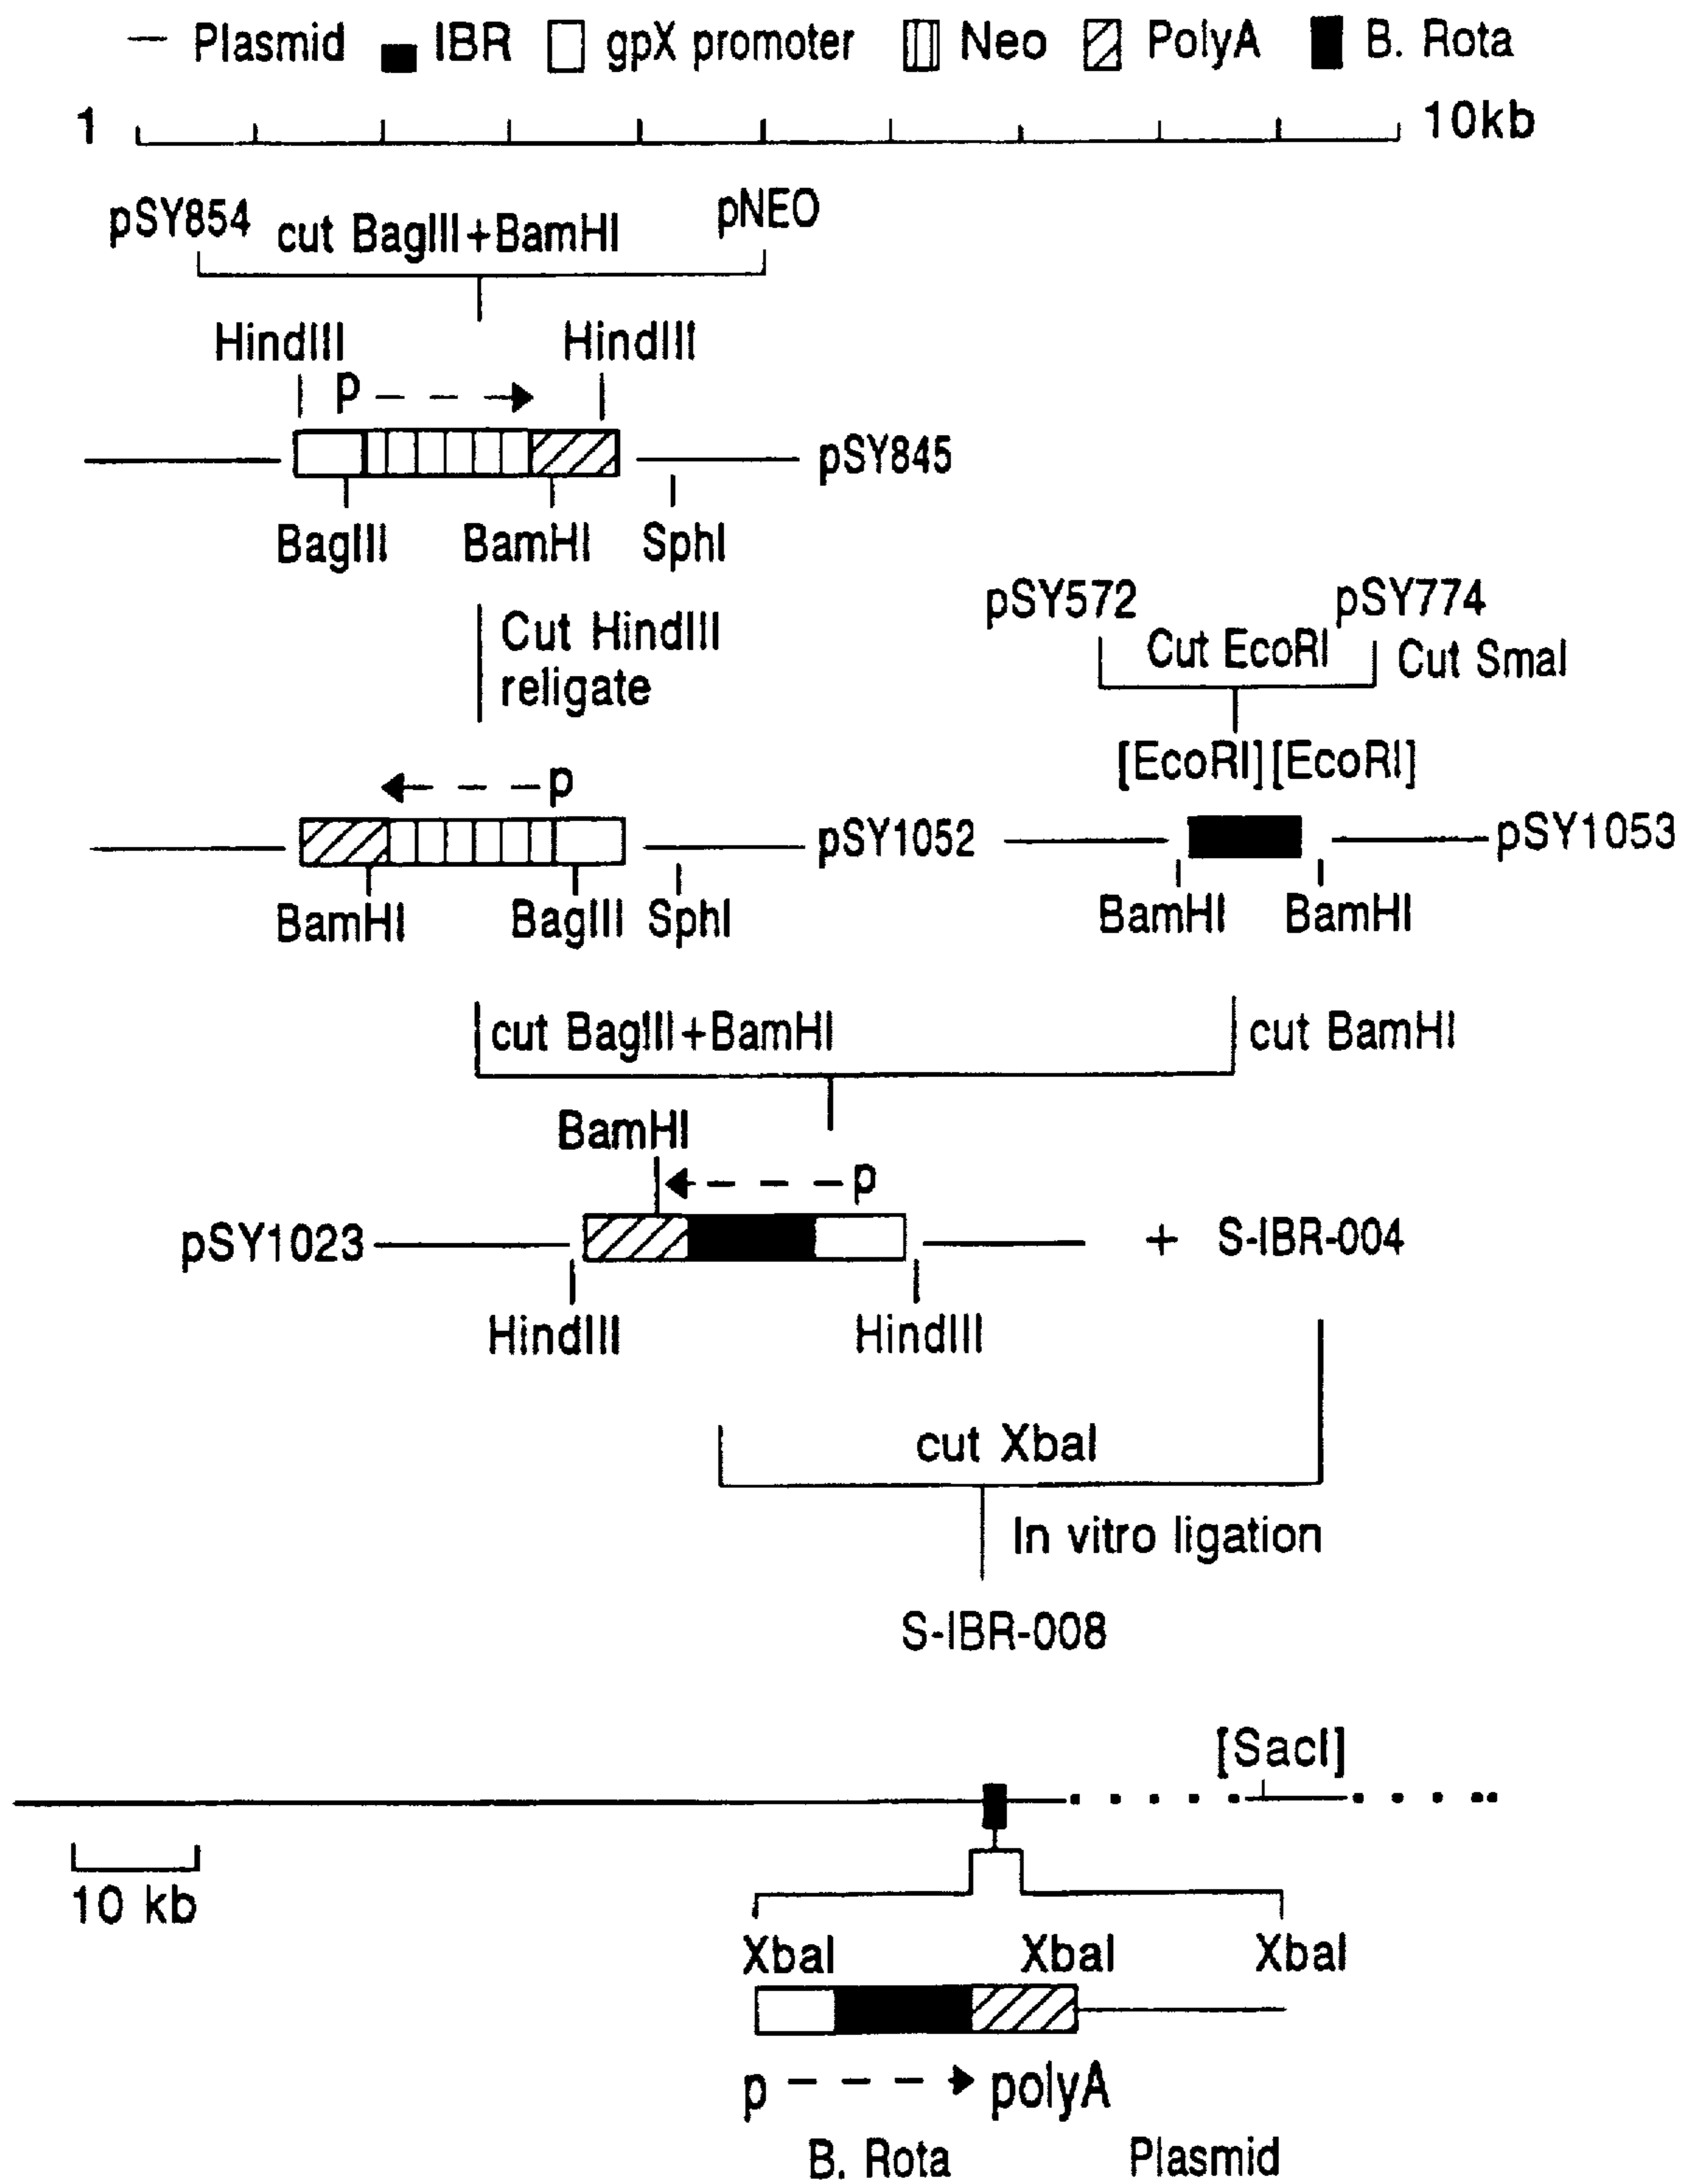 Plasmid IBR gpX promoter Neo PolyA B. Rota
1 10kb
pSY854 cut BagIII+BamHI pNEO
HindIII HindIII
p
pSY845
BagIII BamHI SphI
Cut HindIII
religate
pSY572 pSY774
Cut EcoRI Cut SmaI
[EcoRI][EcoRI]
p
pSY1052 pSY1053
BamHI BagIII SphI BamHI BamHI
cut BagIII+BamHI cut BamHI
BamHI
p
pSY1023 + S-IBR-004
HindIII HindIII
cut XbaI
In vitro ligation
S-IBR-008
[SacI]
10 kb
XbaI XbaI XbaI
p polyA
B. Rota Plasmid